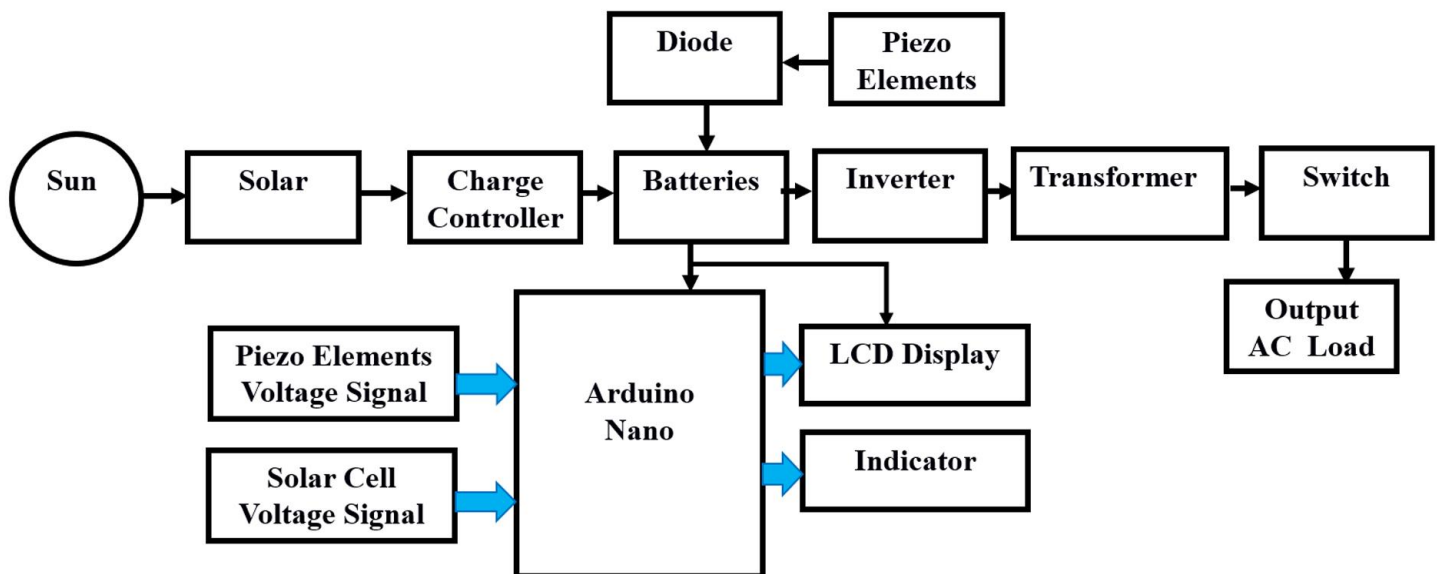 Diode
Piezo
Elements
Sun
Solar
Charge
Controller
Batteries
Inverter
Transformer
Switch
Output
AC Load
Piezo Elements
Voltage Signal
Arduino
Nano
LCD Display
Solar Cell
Voltage Signal
Indicator